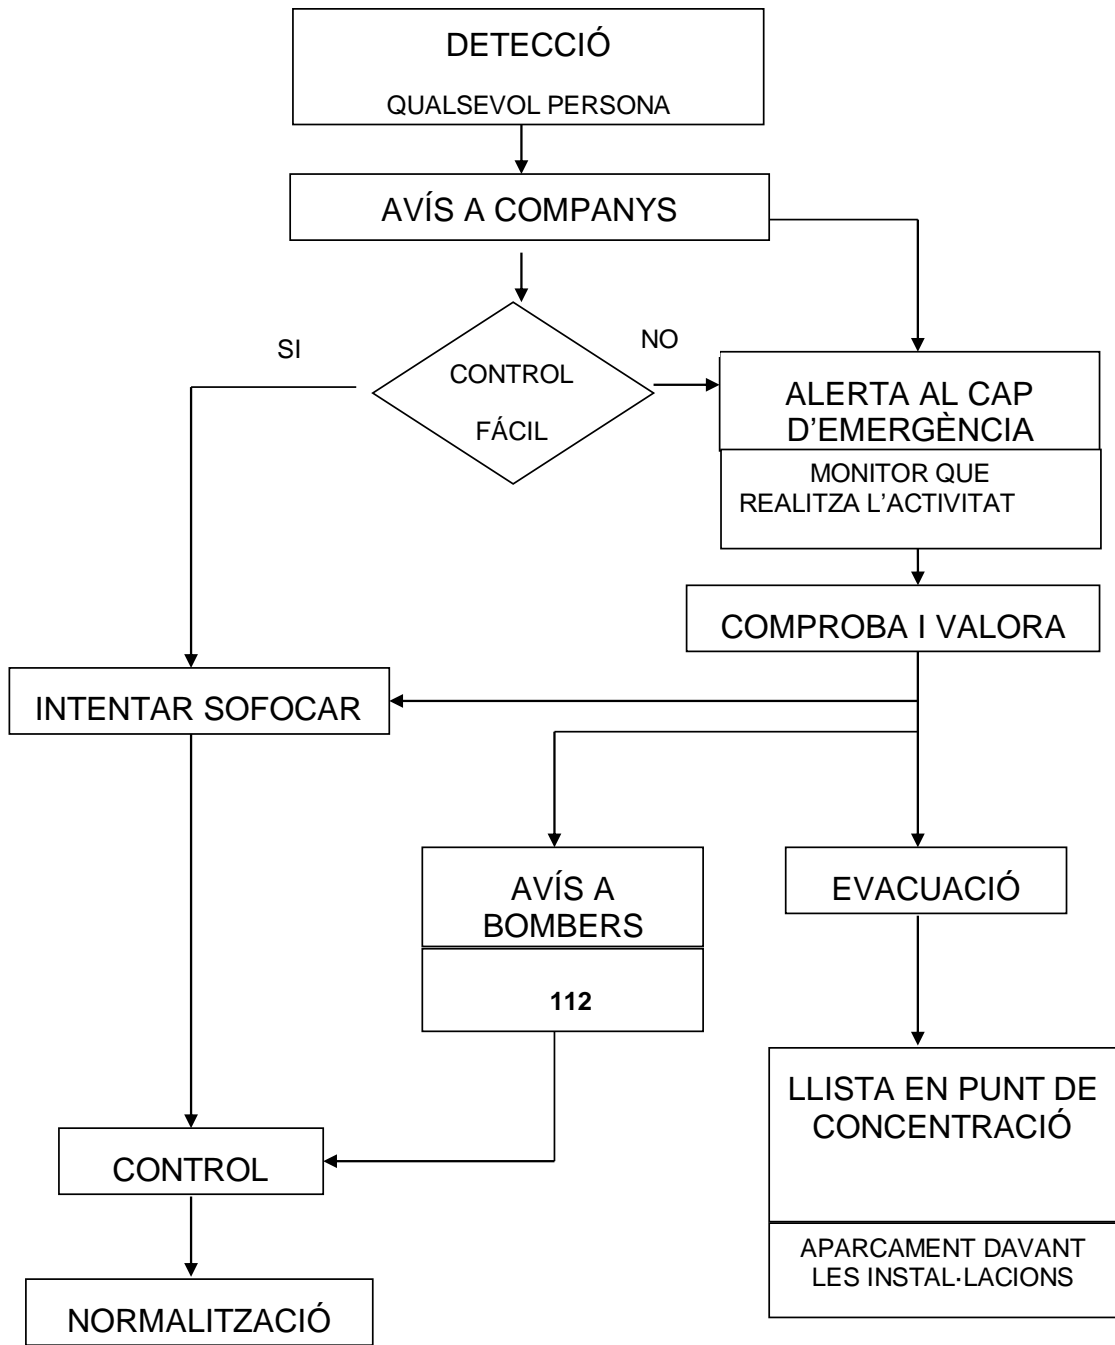 DETECCIÓ
QUALSEVOL PERSONA
AVÍS A COMPANYS
SI
NO
CONTROL
FÁCIL
ALERTA AL CAP
D'EMERGÈNCIA
MONITOR QUE
REALITZA L'ACTIVITAT
COMPROBA I VALORA
INTENTAR SOFOCAR
AVÍS A
BOMBERS
112
EVACUACIÓ
LLISTA EN PUNT DE
CONCENTRACIÓ
APARCAMENT DAVANT
LES INSTAL·LACIONS
CONTROL
NORMALITZACIÓ